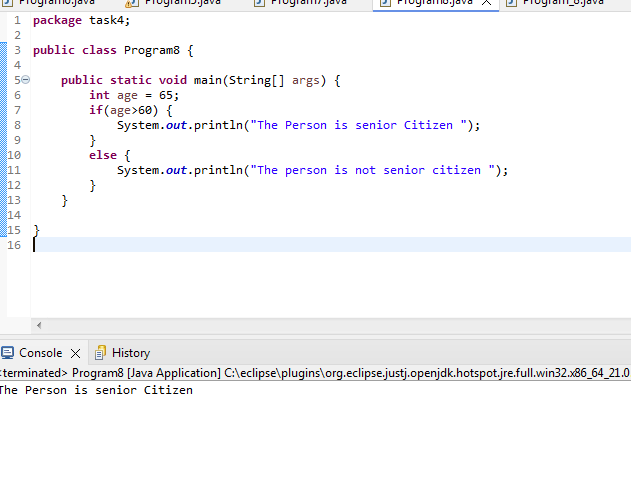 Program6.java Program5.java Program7.java Program8.java Program_8.java
1 package task4;
2
3 public class Program8 {
4
5 public static void main(String[] args) {
6 int age = 65;
7 if(age>60) {
8 System.out.println("The Person is senior Citizen ");
9 }
10 else {
11 System.out.println("The person is not senior citizen ");
12 }
13 }
14
15 }
16
Console History
<terminated> Program8 [Java Application] C:\eclipse\plugins\org.eclipse.justj.openjdk.hotspot.jre.full.win32.x86_64_21.0
The Person is senior Citizen